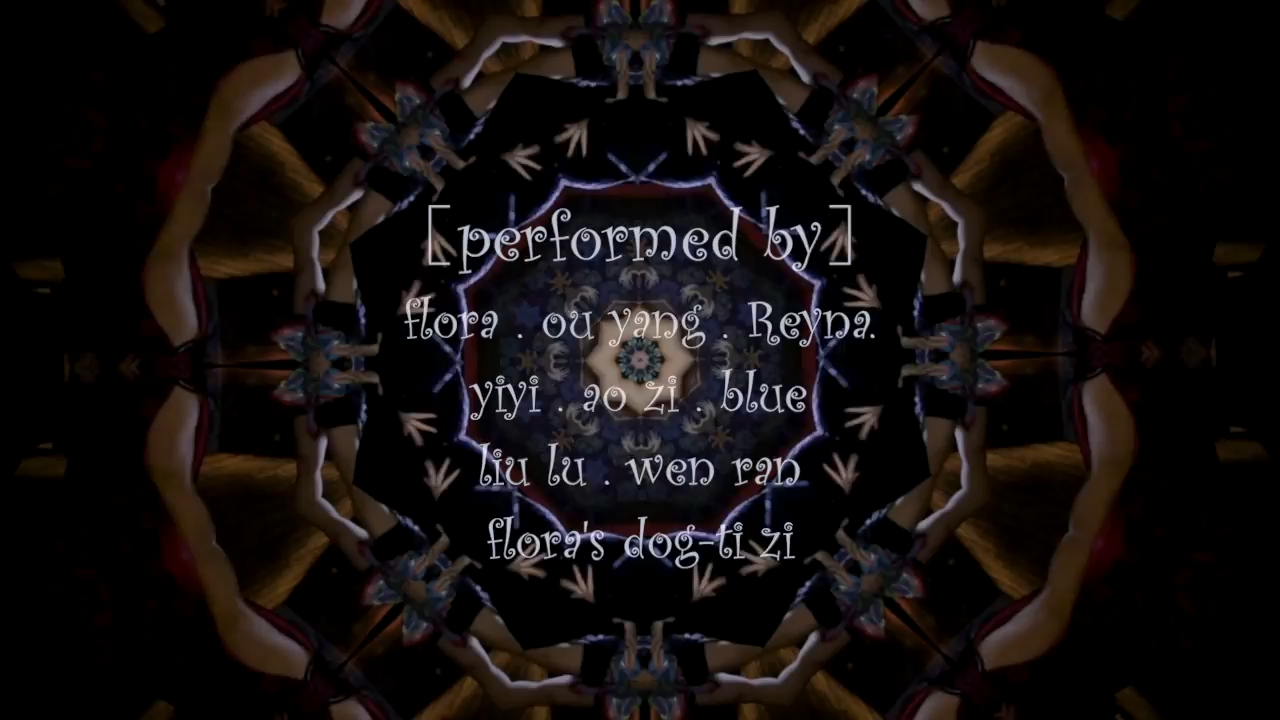 [performed by]
flora . ou yang . Reyna.
yiyi . ao zi . blue
liu lu . wen ran
flora's dog-ti zi